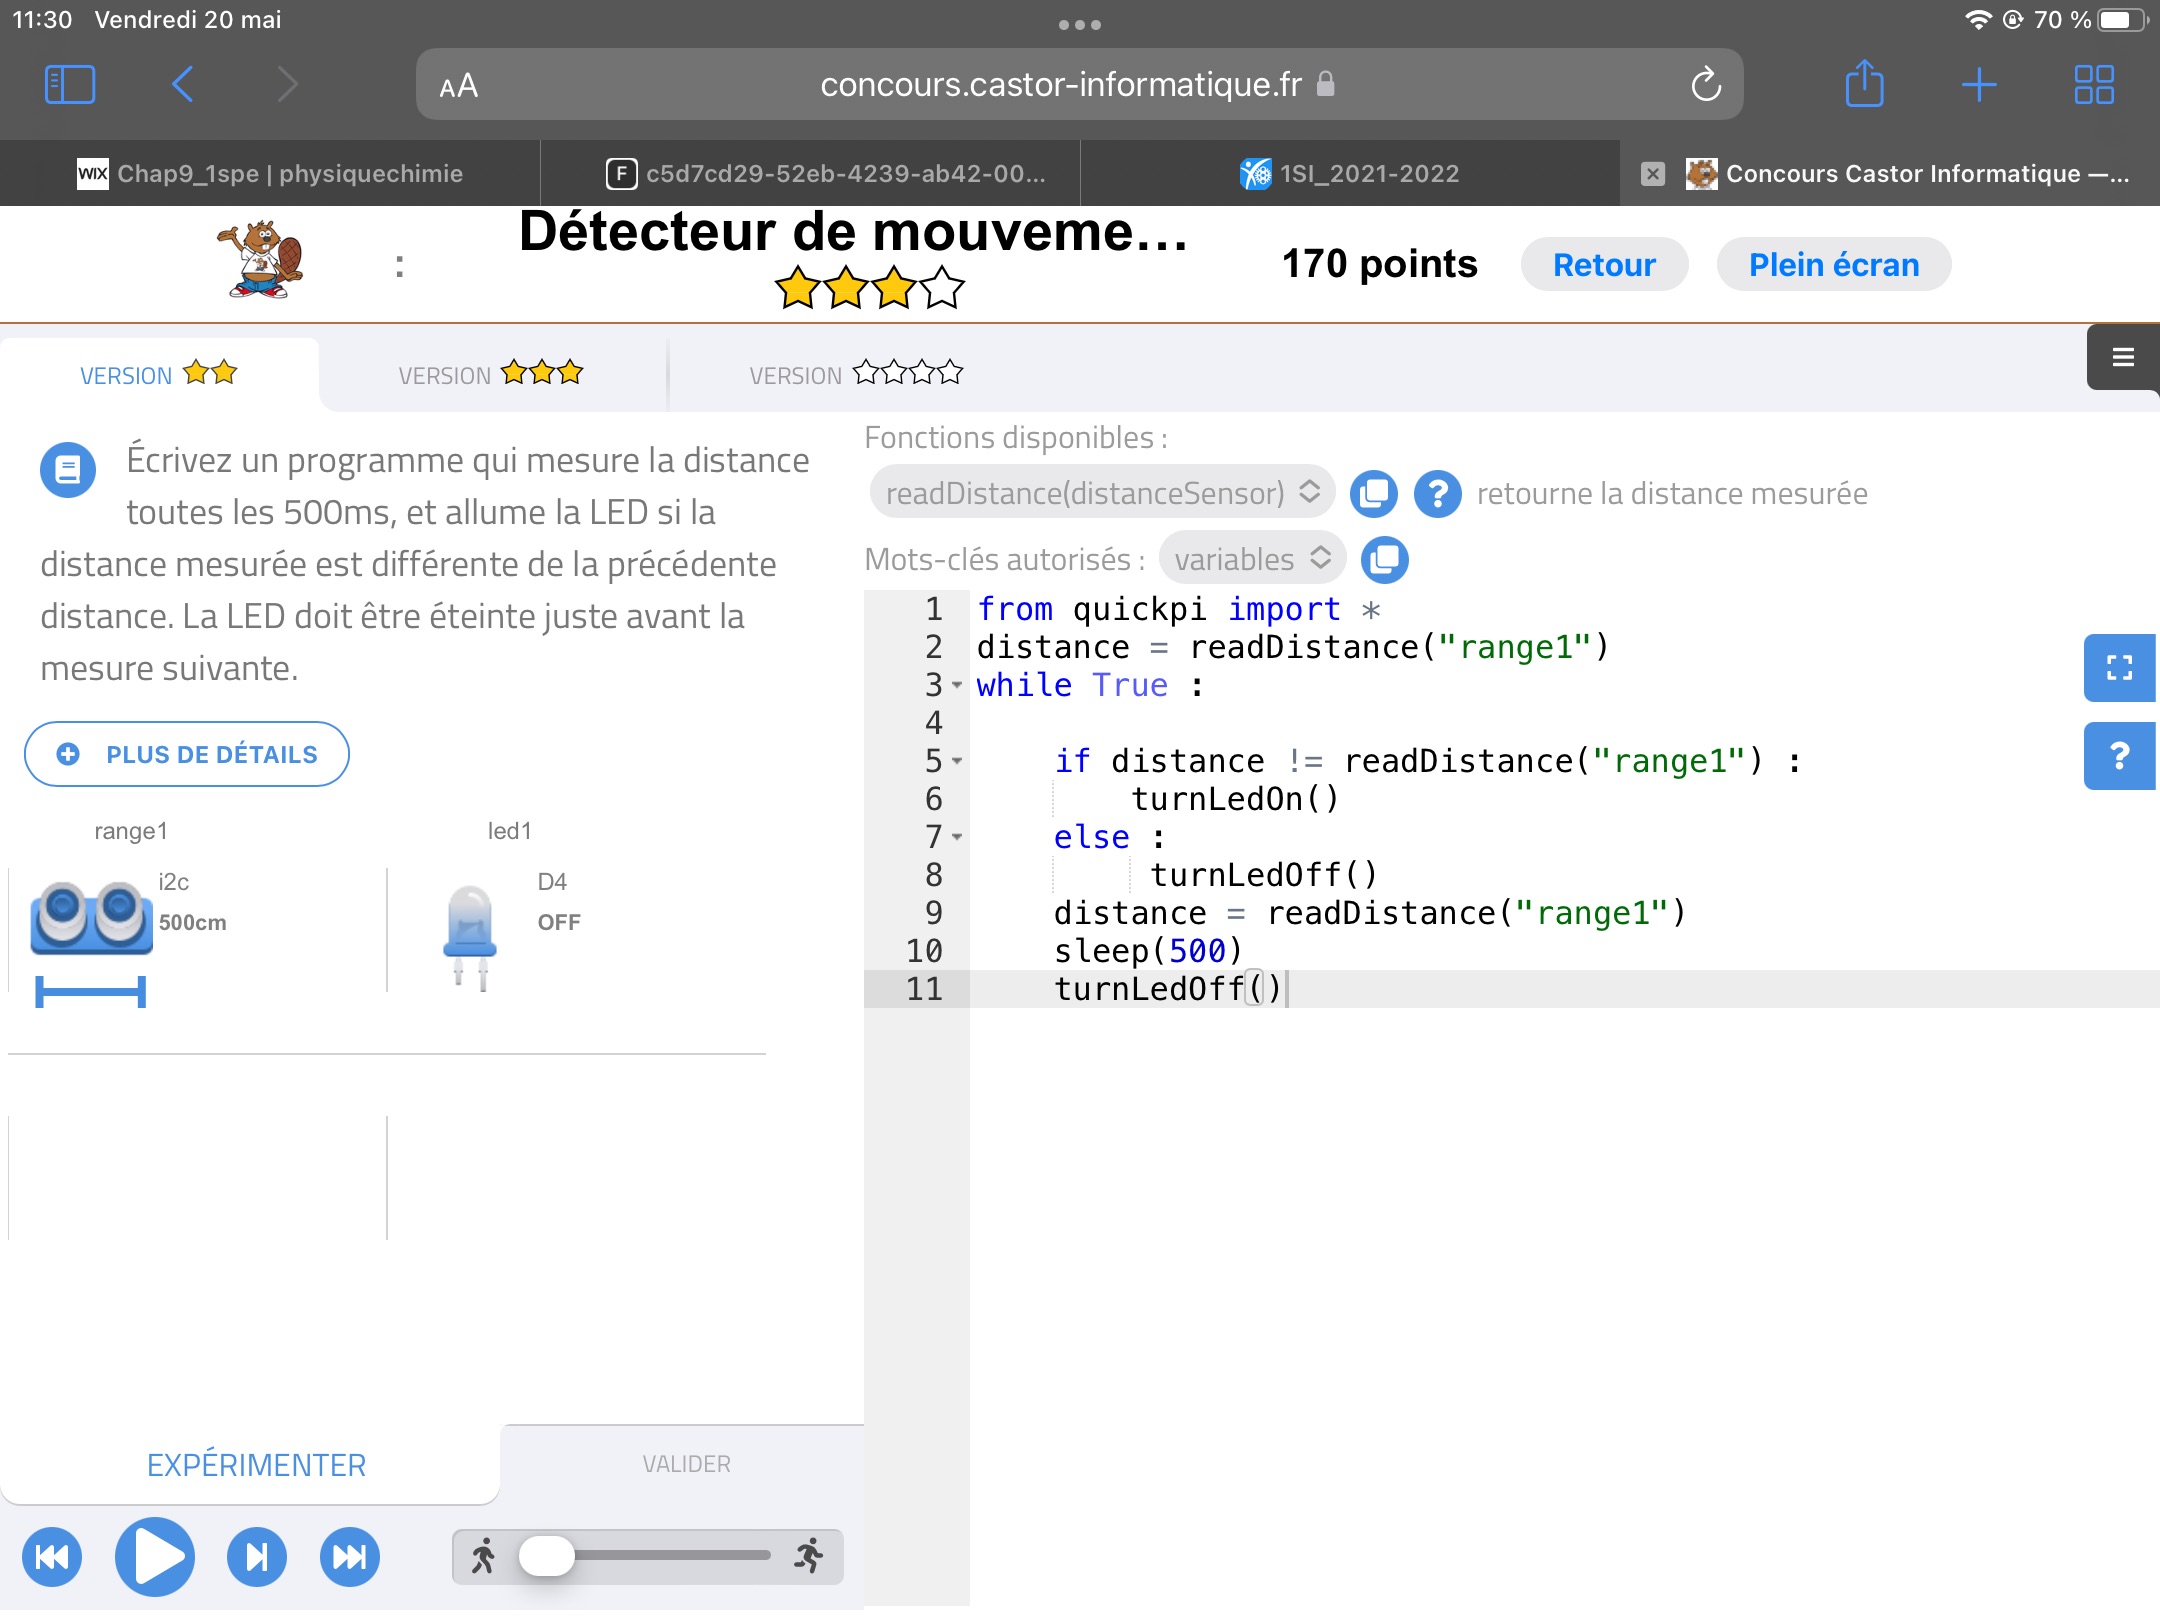 11:30 Vendredi 20 mai
70 %
AA
concours.castor-informatique.fr
WIX Chap9_1spe | physiquechimie
F c5d7cd29-52eb-4239-ab42-00...
1SI_2021-2022
Concours Castor Informatique —...
:
Détecteur de mouveme...
170 points
Retour
Plein écran
VERSION
VERSION
VERSION
Écrivez un programme qui mesure la distance
toutes les 500ms, et allume la LED si la
distance mesurée est différente de la précédente
distance. La LED doit être éteinte juste avant la
mesure suivante.
PLUS DE DÉTAILS
range1
i2c
500cm
led1
D4
OFF
Fonctions disponibles :
readDistance(distanceSensor)
? retourne la distance mesurée
Mots-clés autorisés : variables
1 from quickpi import *
2 distance = readDistance("range1")
3 while True :
4
5 if distance != readDistance("range1") :
6 turnLedOn()
7 else :
8 turnLedOff()
9 distance = readDistance("range1")
10 sleep(500)
11 turnLedOff()
?
EXPÉRIMENTER
VALIDER